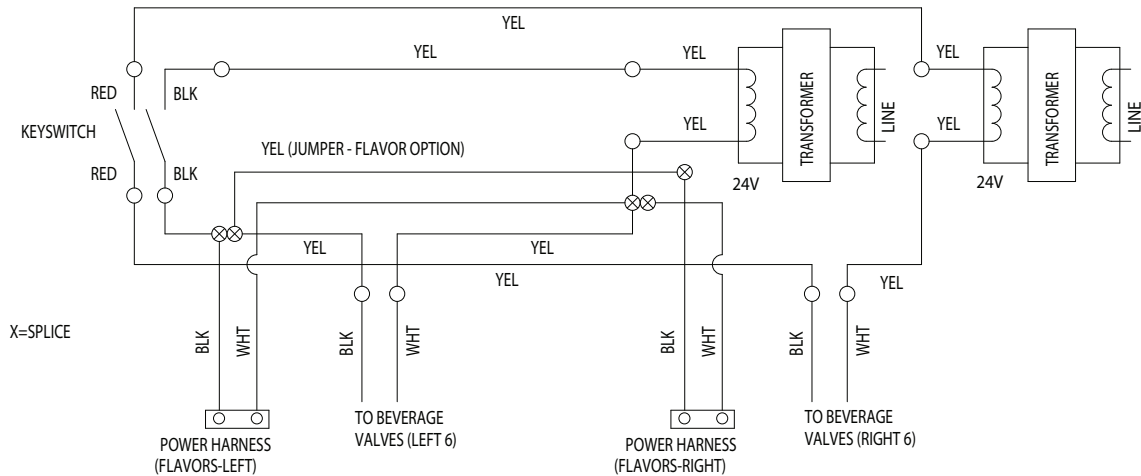 YEL
YEL
YEL
YEL
RED
BLK
KEYSWITCH
TRANSFORMER
LINE
TRANSFORMER
LINE
YEL
YEL
YEL (JUMPER - FLAVOR OPTION)
RED
BLK
24V
24V
YEL
YEL
YEL
YEL
X=SPLICE
BLK
WHT
BLK
WHT
BLK
WHT
BLK
WHT
POWER HARNESS
(FLAVORS-LEFT)
TO BEVERAGE
VALVES (LEFT 6)
POWER HARNESS
(FLAVORS-RIGHT)
TO BEVERAGE
VALVES (RIGHT 6)